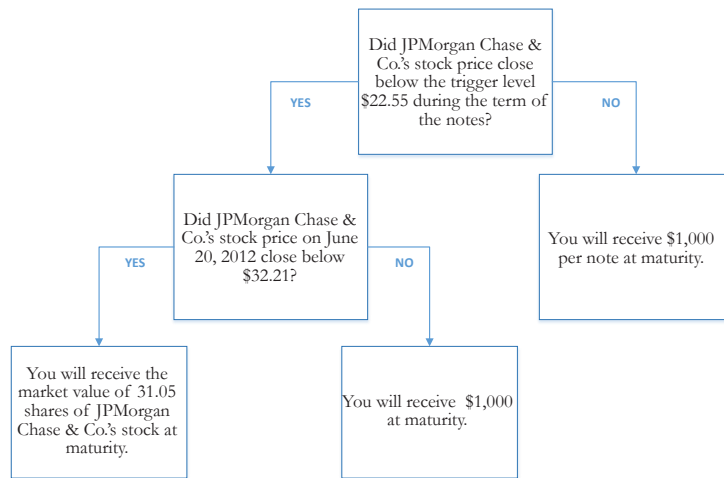 Did JPMorgan Chase &
Co.'s stock price close
below the trigger level
$22.55 during the term of
the notes?
YES
NO
Did JPMorgan Chase &
Co.'s stock price on June
20, 2012 close below
$32.21?
You will receive $1,000
per note at maturity.
YES
NO
You will receive the
market value of 31.05
shares of JPMorgan
Chase & Co.'s stock at
maturity.
You will receive $1,000
at maturity.